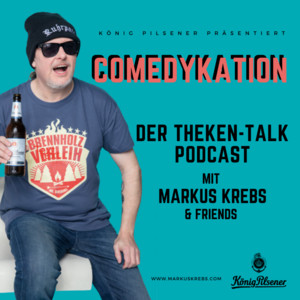 KÖNIG PILSENER PRÄSENTIERT
COMEDYKATION
Ruhrpott
BRENNHOLZ
VERLEIH
DER THEKEN-TALK
PODCAST
MIT
MARKUS KREBS
& FRIENDS
WWW.MARKUSKREBS.COM
König Pilsener